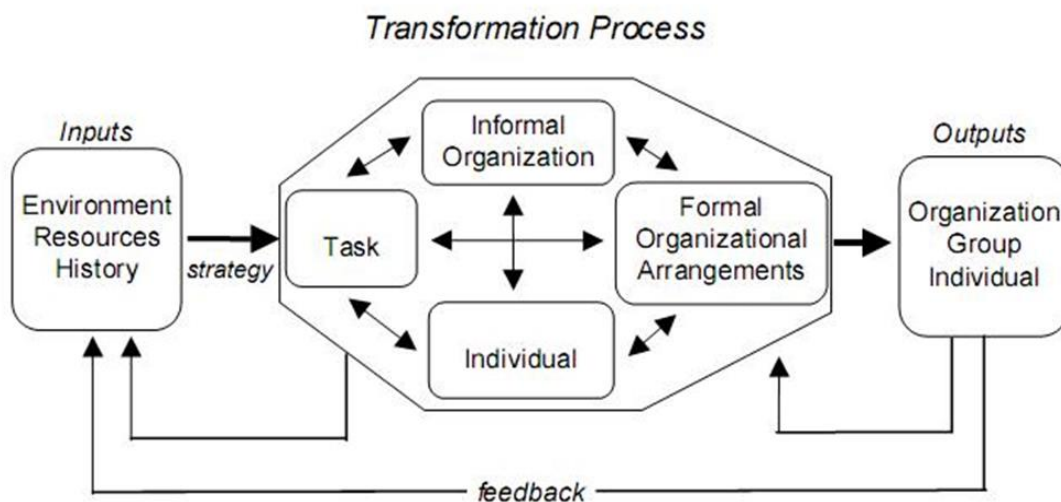 Transformation Process
Inputs
Environment
Resources
History
strategy
Informal
Organization
Task
Formal
Organizational
Arrangements
Individual
Outputs
Organization
Group
Individual
feedback